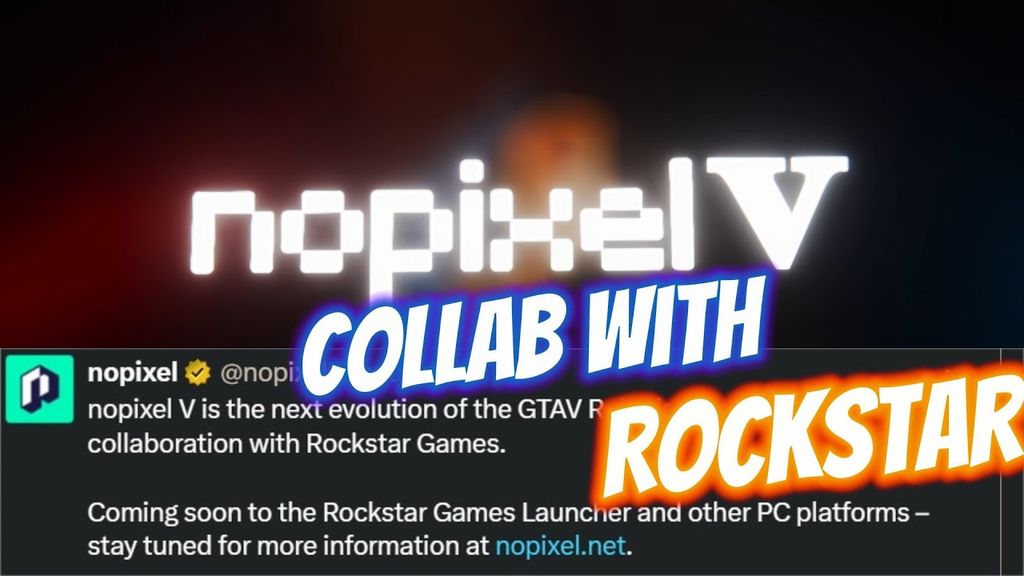 nopixel V
COLLAB WITH
ROCKSTAR
nopixel @nopi
nopixel V is the next evolution of the GTAV
collaboration with Rockstar Games.
Coming soon to the Rockstar Games Launcher and other PC platforms –
stay tuned for more information at nopixel.net.